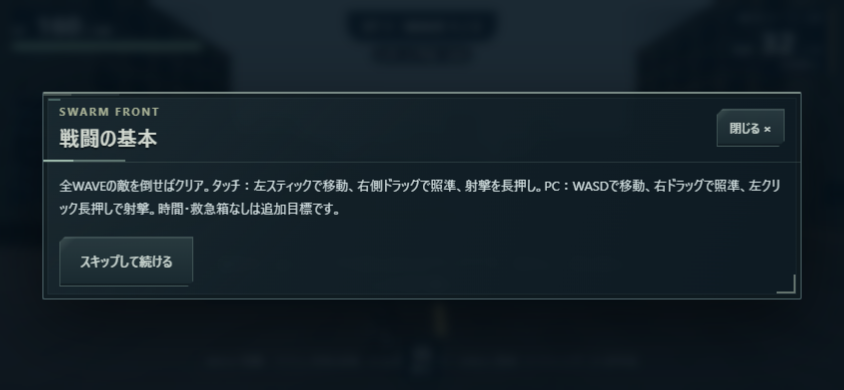 SWARM FRONT
戦闘の基本
閉じる ×
全WAVEの敵を倒せばクリア。タッチ：左スティックで移動、右側ドラッグで照準、射撃を長押し。PC：WASDで移動、右ドラッグで照準、左クリ
ック長押しで射撃。時間・救急箱なしは追加目標です。
スキップして続ける